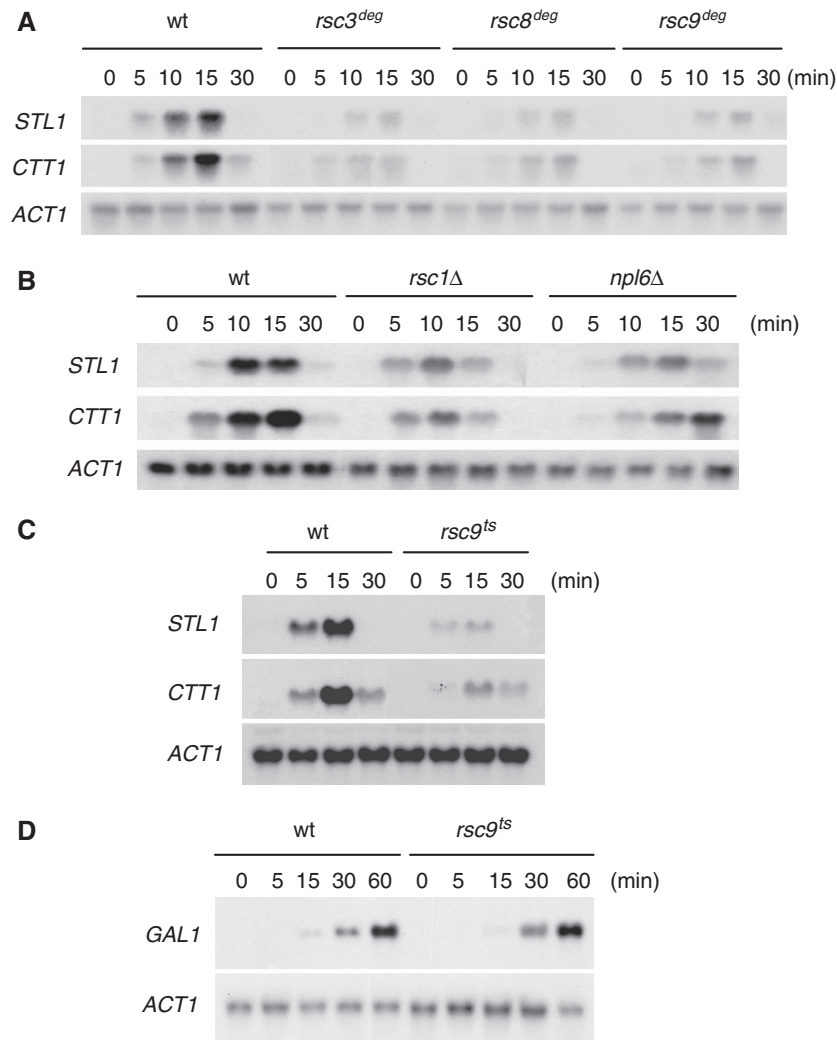 A
wt rsc3deg rsc8deg rsc9deg
0 5 10 15 30 0 5 10 15 30 0 5 10 15 30 0 5 10 15 30 (min)
STL1
CTT1
ACT1
B
wt rsc1Δ npl6Δ
0 5 10 15 30 0 5 10 15 30 0 5 10 15 30 (min)
STL1
CTT1
ACT1
C
wt rsc9ts
0 5 15 30 0 5 15 30 (min)
STL1
CTT1
ACT1
D
wt rsc9ts
0 5 15 30 60 0 5 15 30 60 (min)
GAL1
ACT1